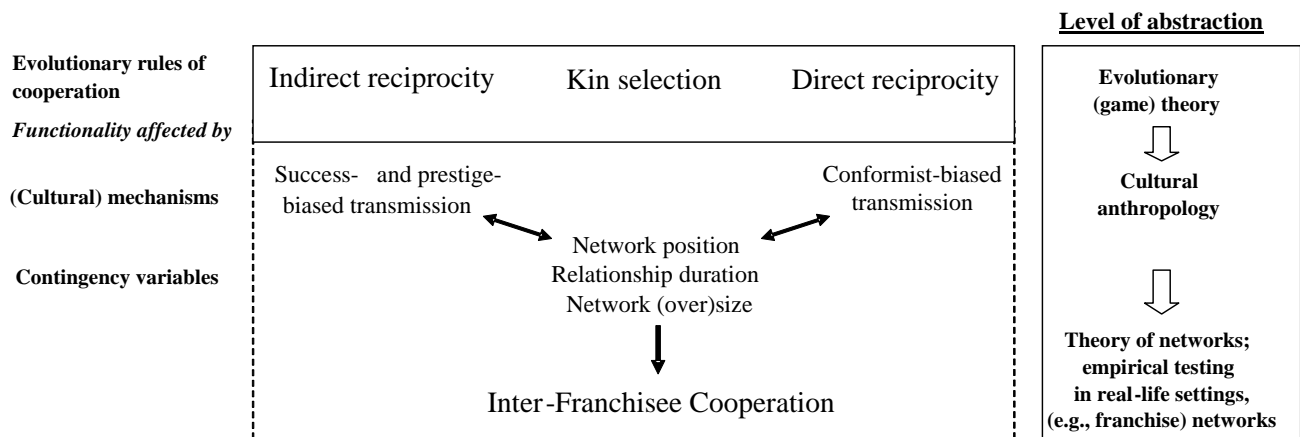 Level of abstraction
Evolutionary rules of
cooperation
Functionality affected by
(Cultural) mechanisms
Contingency variables
Indirect reciprocity
Kin selection
Direct reciprocity
Success- and prestige-
biased transmission
Conformist-biased
transmission
Network position
Relationship duration
Network (over)size
Inter-Franchisee Cooperation
Evolutionary
(game) theory
Cultural
anthropology
Theory of networks;
empirical testing
in real-life settings,
(e.g., franchise) networks